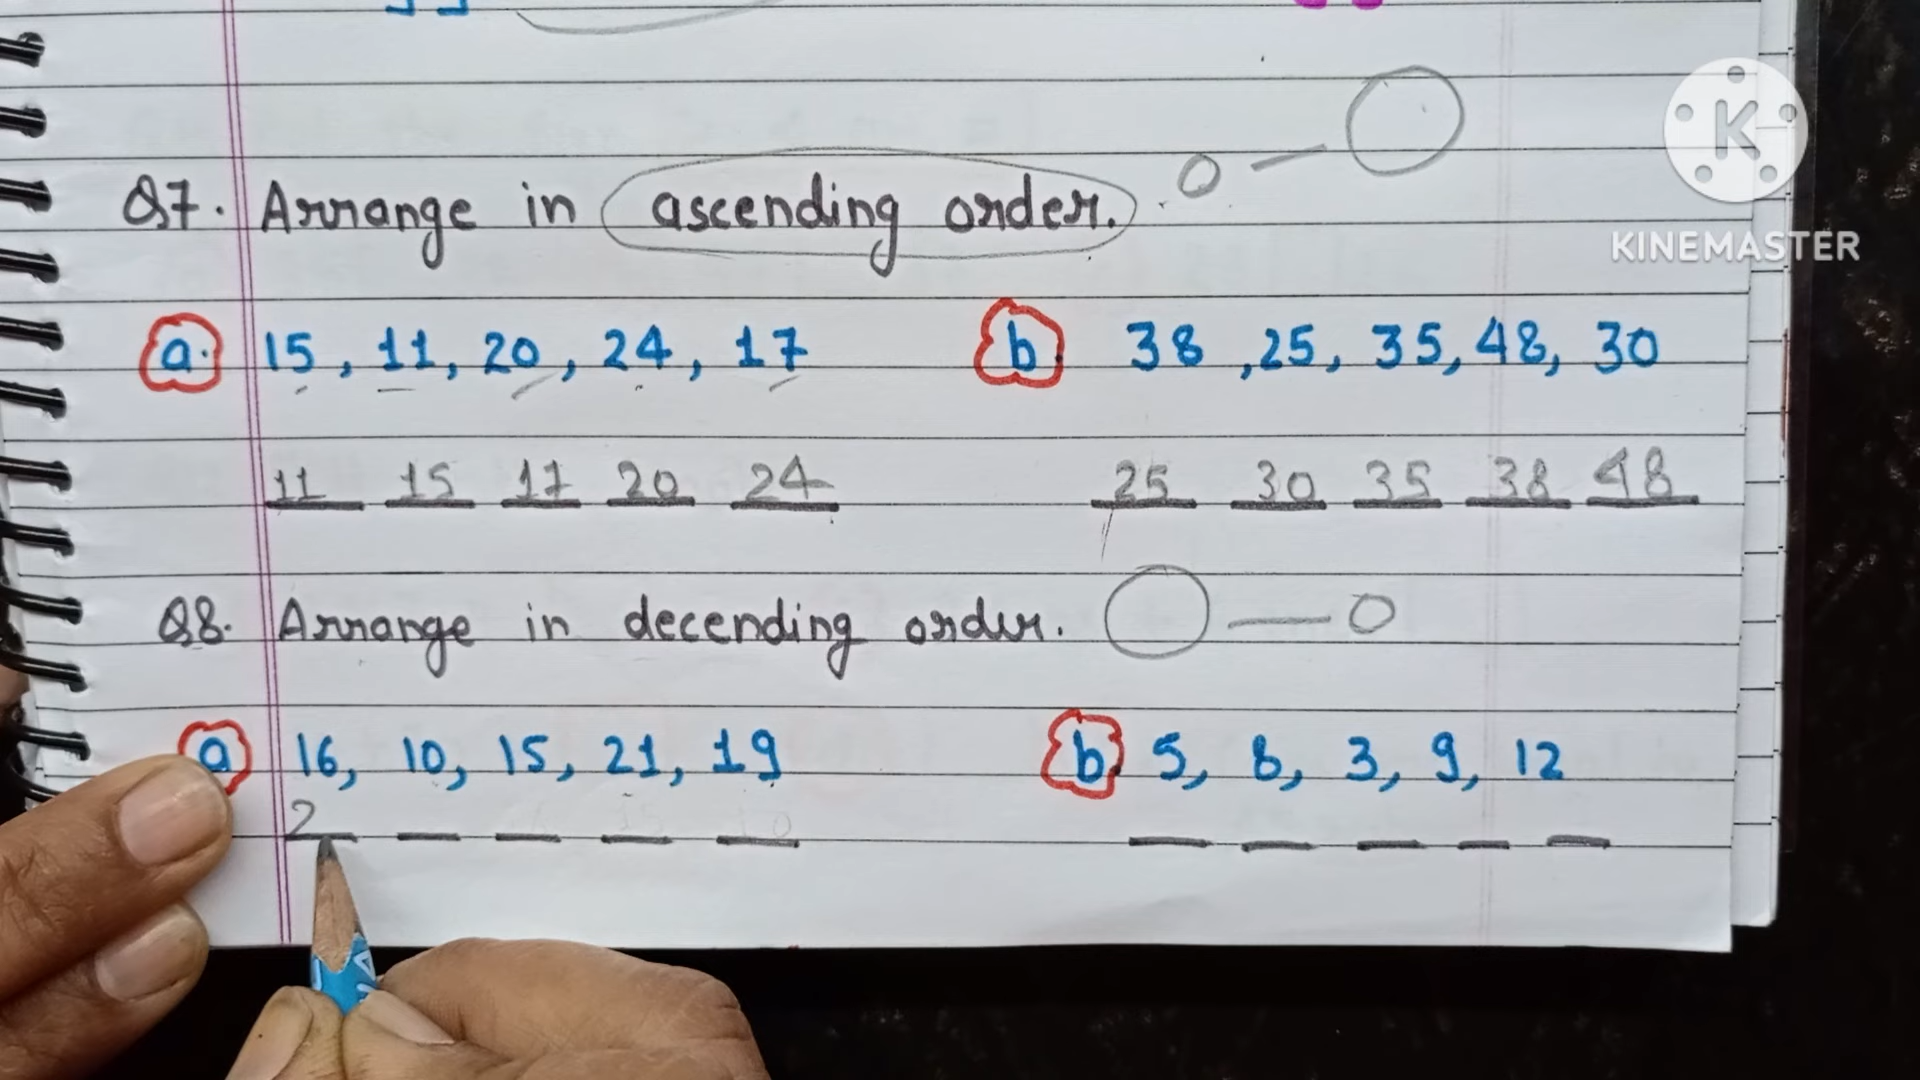 K
KINEMASTER
Q7. Arrange in ascending order.
a. 15, 11, 20, 24, 17
b 38, 25, 35, 48, 30
11 15 17 20 24
25 30 35 38 48
Q8. Arrange in decending order.
a 16, 10, 15, 21, 19
b 5, 8, 3, 9, 12
2